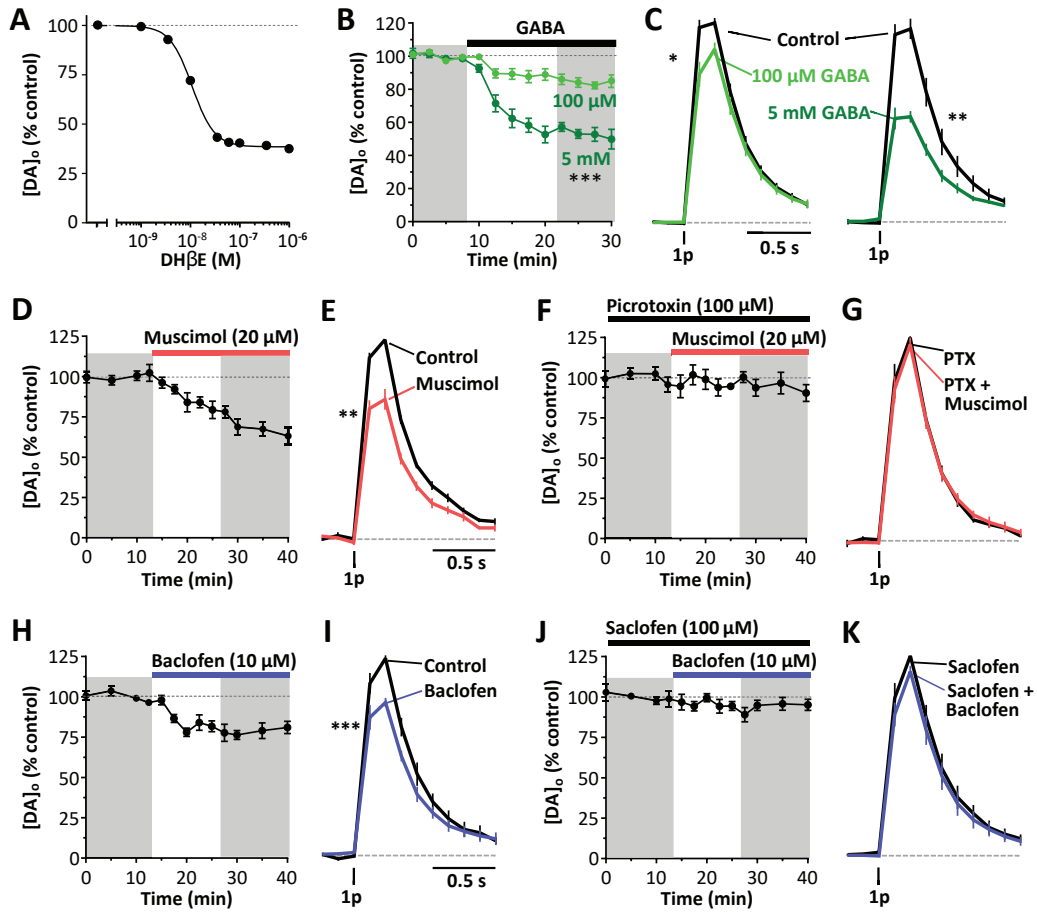 A
[DA]ₒ (% control)
100
75
50
25
0
10⁻⁹
10⁻⁸
10⁻⁷
10⁻⁶
DHβE (M)
B
GABA
[DA]ₒ (% control)
120
100
80
60
40
20
0
100 µM
5 mM
***
0
10
20
30
Time (min)
C
Control
*
100 µM GABA
5 mM GABA
**
1p
0.5 s
1p
D
Muscimol (20 µM)
[DA]ₒ (% control)
125
100
75
50
25
0
0
10
20
30
40
Time (min)
E
Control
Muscimol
**
1p
0.5 s
F
Picrotoxin (100 µM)
Muscimol (20 µM)
[DA]ₒ (% control)
125
100
75
50
25
0
0
10
20
30
40
Time (min)
G
PTX
PTX +
Muscimol
1p
H
Baclofen (10 µM)
[DA]ₒ (% control)
125
100
75
50
25
0
0
10
20
30
40
Time (min)
I
Control
Baclofen
***
1p
0.5 s
J
Saclofen (100 µM)
Baclofen (10 µM)
[DA]ₒ (% control)
125
100
75
50
25
0
0
10
20
30
40
Time (min)
K
Saclofen
Saclofen +
Baclofen
1p